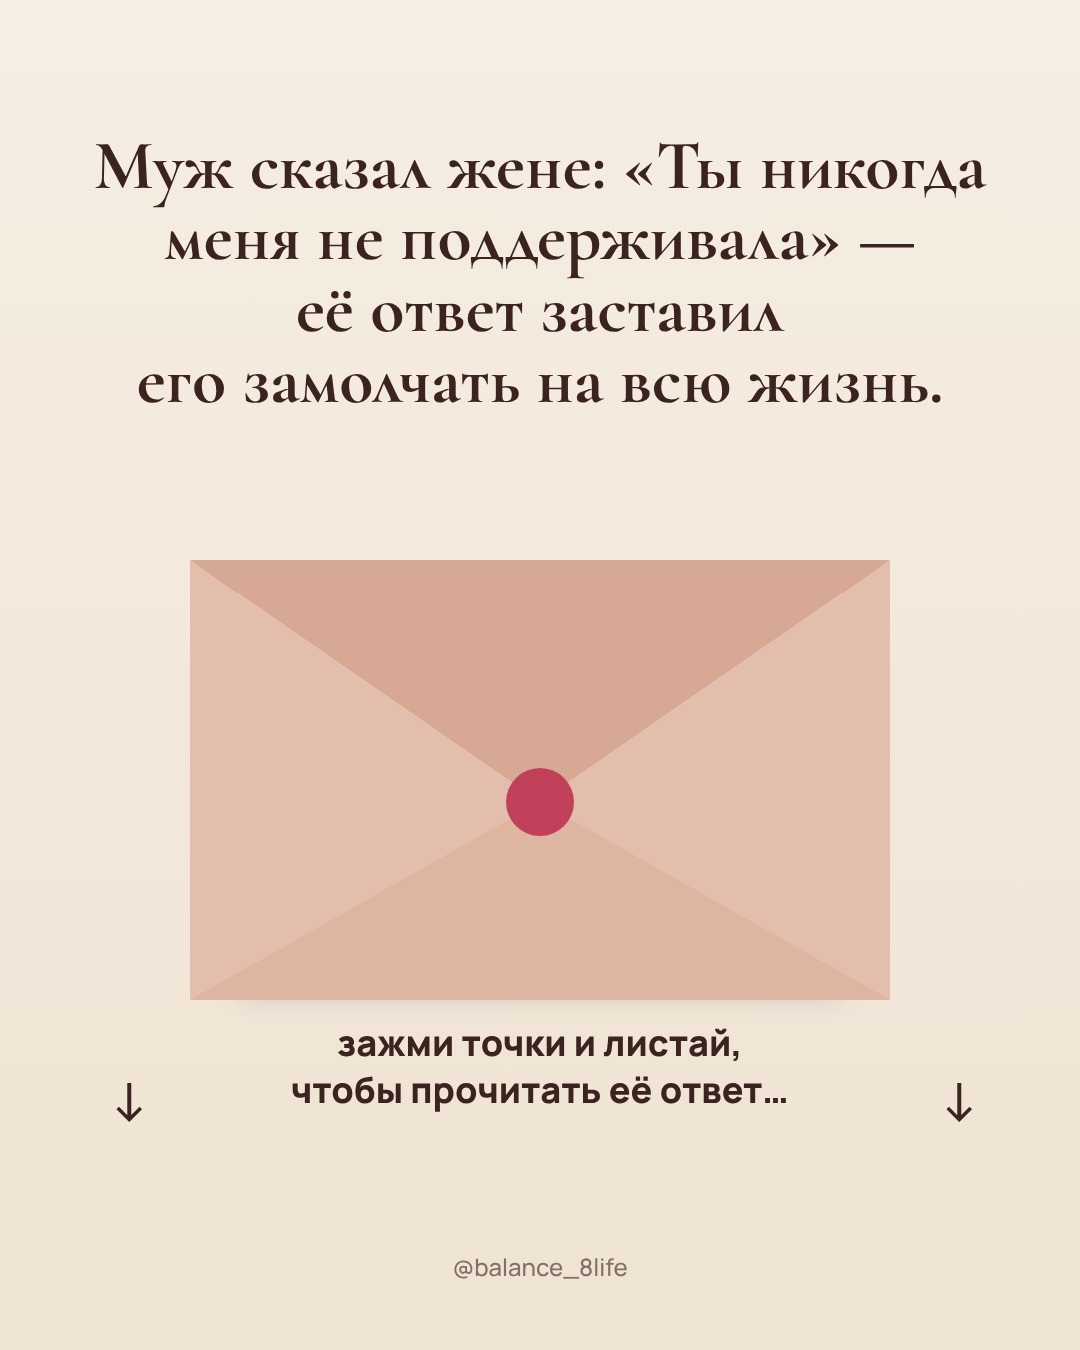 Муж сказал жене: «Ты никогда
меня не поддерживала» —
её ответ заставил
его замолчать на всю жизнь.
зажми точки и листай,
чтобы прочитать её ответ...
@balance_8life